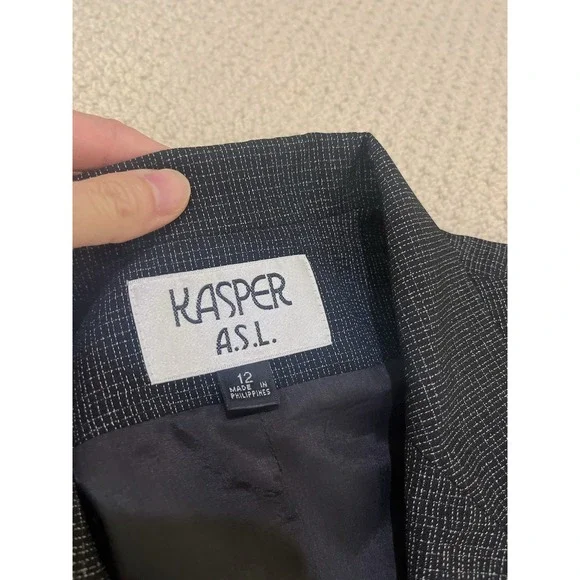 KASPER
A.S.L.
12
MADE IN
PHILIPPINES